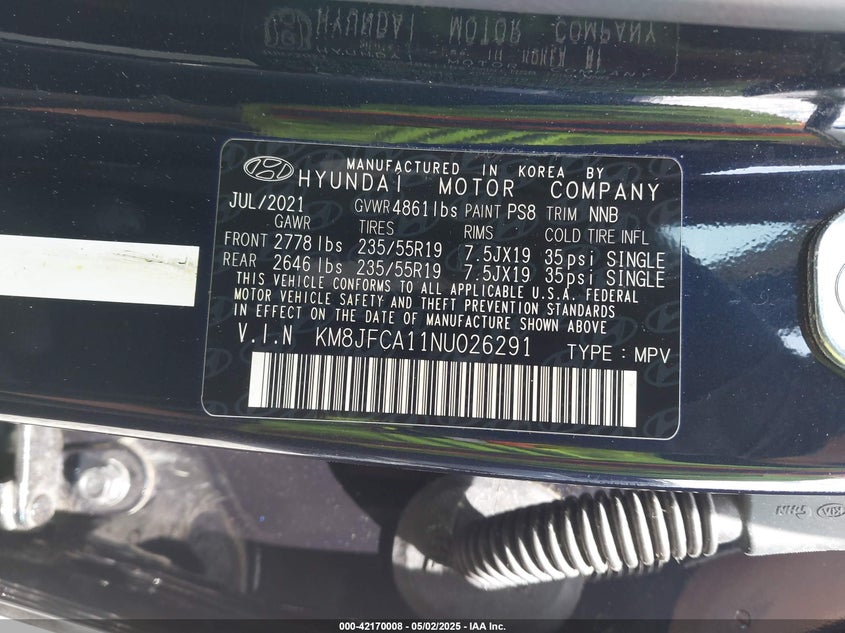 MANUFACTURED IN KOREA BY
HYUNDAI MOTOR COMPANY
JUL/2021 GVWR 4861 lbs PAINT PS8 TRIM NNB
GAWR TIRES RIMS COLD TIRE INFL
FRONT 2778 lbs 235/55R19 7.5JX19 35psi SINGLE
REAR 2646 lbs 235/55R19 7.5JX19 35psi SINGLE
THIS VEHICLE CONFORMS TO ALL APPLICABLE U.S.A. FEDERAL
MOTOR VEHICLE SAFETY AND THEFT PREVENTION STANDARDS
IN EFFECT ON THE DATE OF MANUFACTURE SHOWN ABOVE
V.I.N KM8JFCA11NU026291 TYPE : MPV
KIA
000-42170008 - 05/02/2025 - IAA Inc.